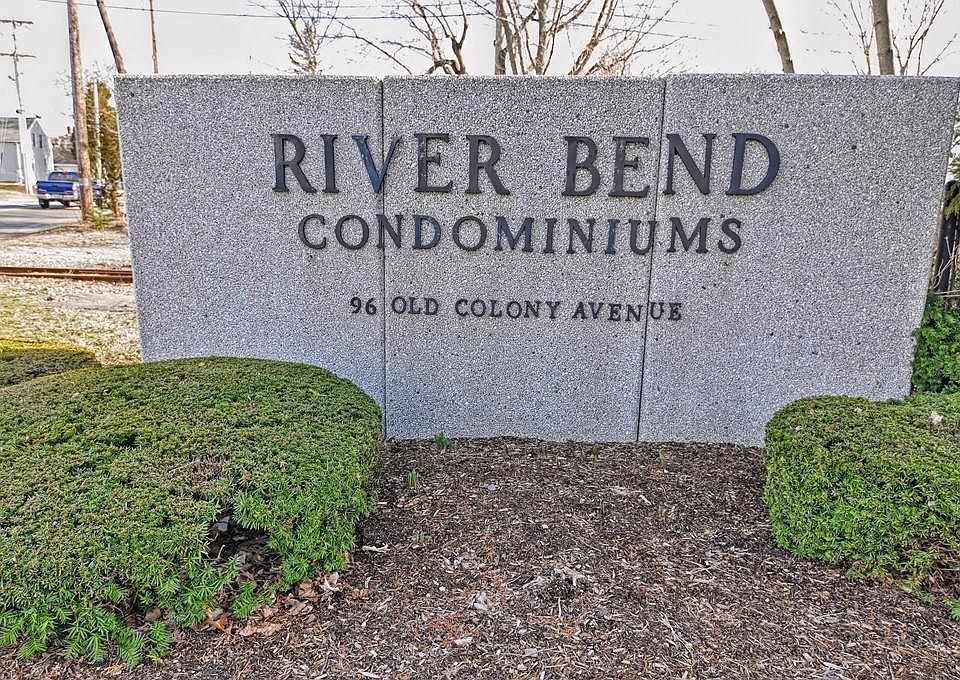 RIVER BEND
CONDOMINIUMS
96 OLD COLONY AVENUE